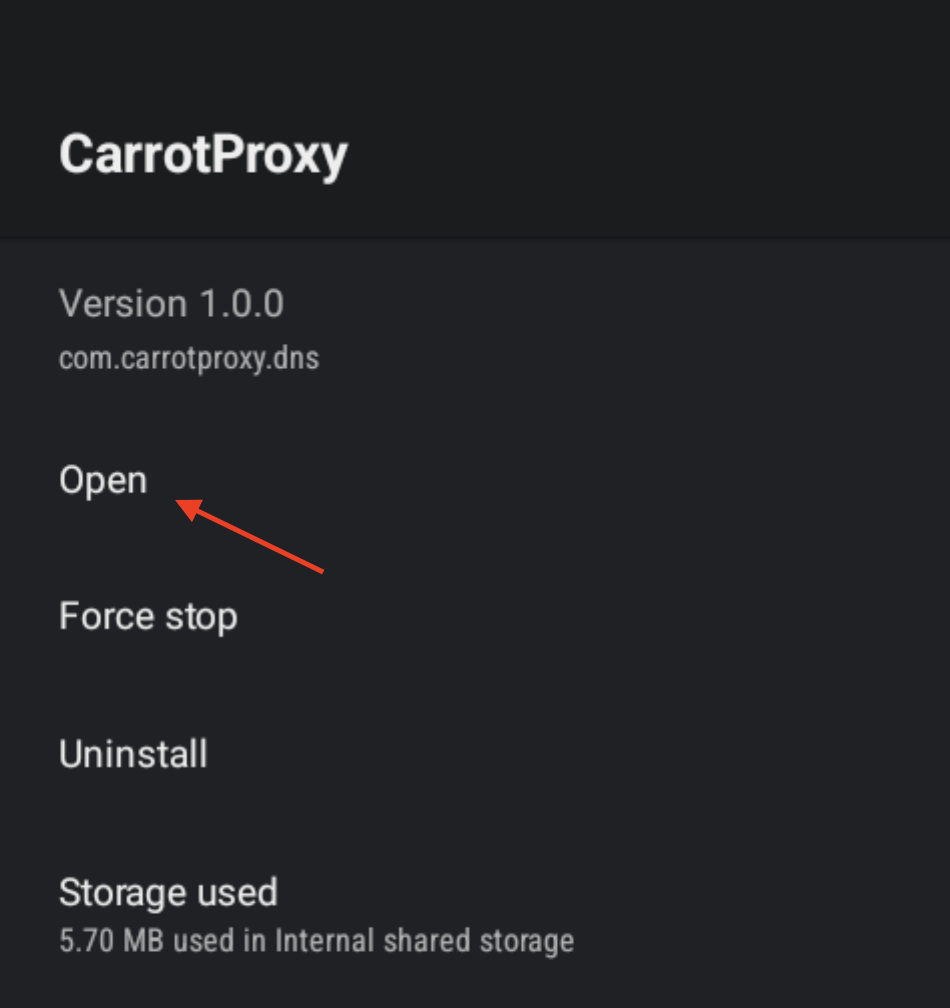 CarrotProxy
Version 1.0.0
com.carrotproxy.dns
Open
Force stop
Uninstall
Storage used
5.70 MB used in Internal shared storage